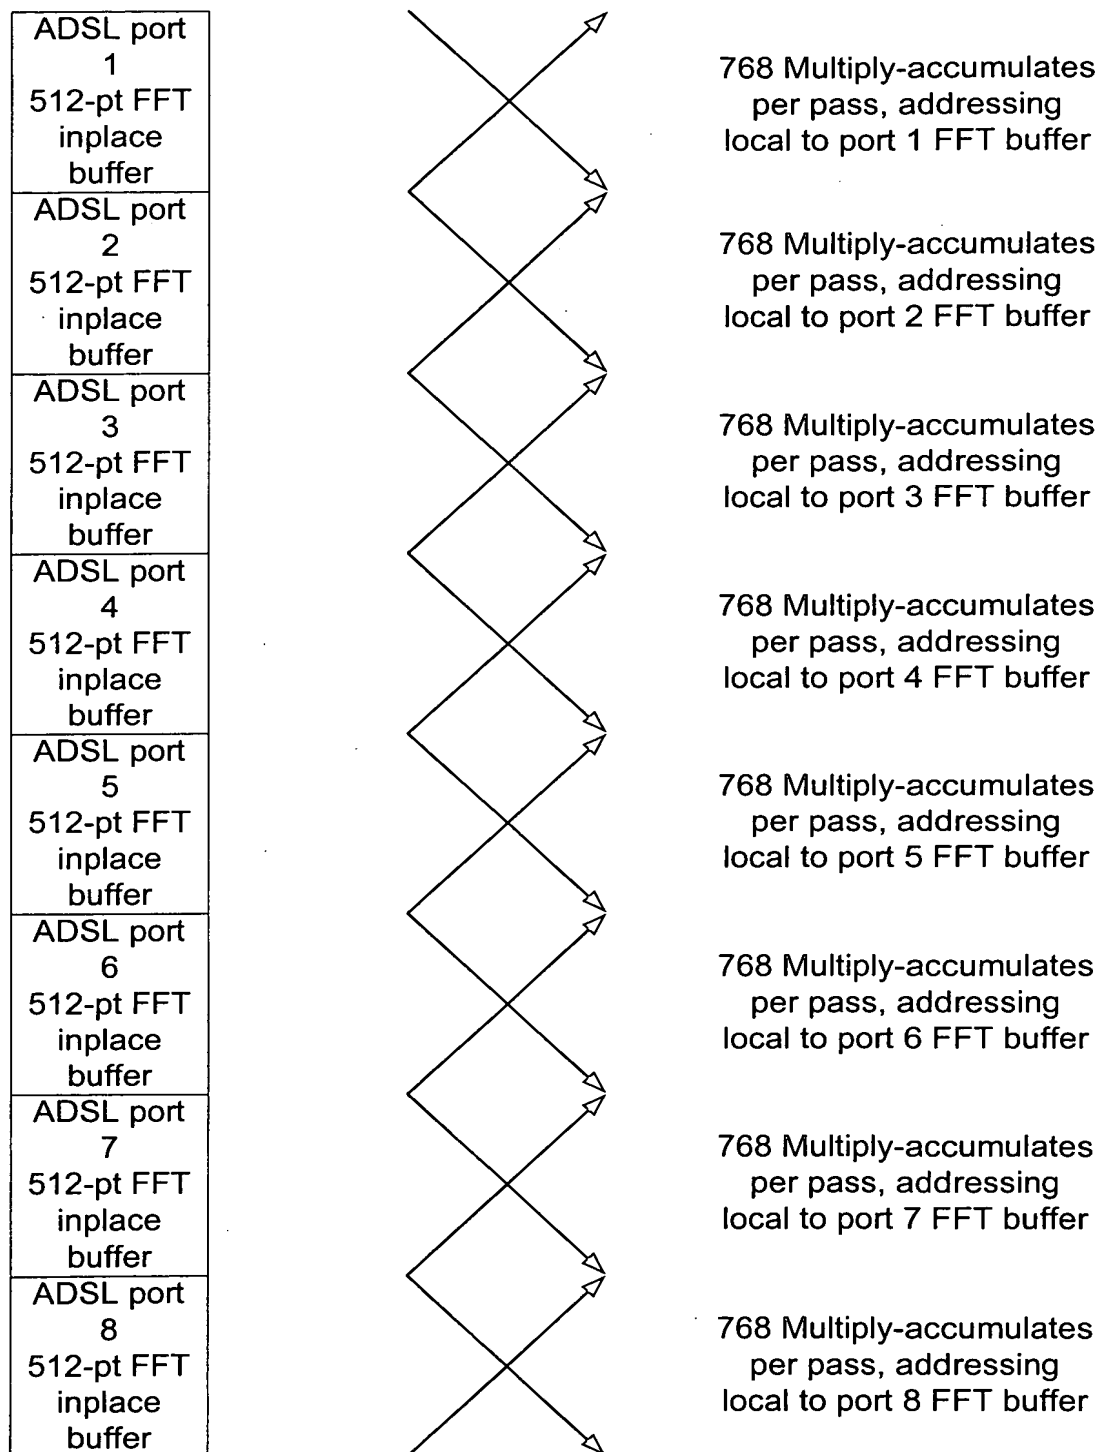 ADSL port
1
512-pt FFT
inplace
buffer
768 Multiply-accumulates
per pass, addressing
local to port 1 FFT buffer
ADSL port
2
512-pt FFT
inplace
buffer
768 Multiply-accumulates
per pass, addressing
local to port 2 FFT buffer
ADSL port
3
512-pt FFT
inplace
buffer
768 Multiply-accumulates
per pass, addressing
local to port 3 FFT buffer
ADSL port
4
512-pt FFT
inplace
buffer
768 Multiply-accumulates
per pass, addressing
local to port 4 FFT buffer
ADSL port
5
512-pt FFT
inplace
buffer
768 Multiply-accumulates
per pass, addressing
local to port 5 FFT buffer
ADSL port
6
512-pt FFT
inplace
buffer
768 Multiply-accumulates
per pass, addressing
local to port 6 FFT buffer
ADSL port
7
512-pt FFT
inplace
buffer
768 Multiply-accumulates
per pass, addressing
local to port 7 FFT buffer
ADSL port
8
512-pt FFT
inplace
buffer
768 Multiply-accumulates
per pass, addressing
local to port 8 FFT buffer